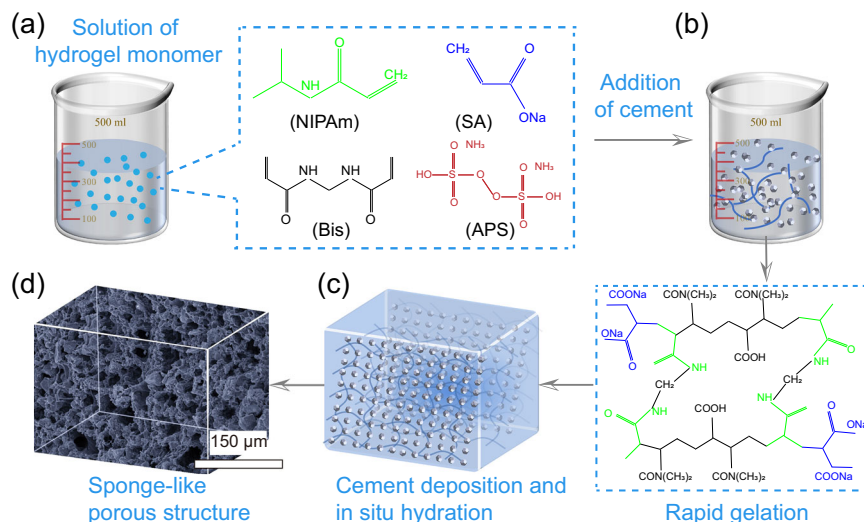 (a)
Solution of
hydrogel monomer
500 ml
500
300
100
NH
O
CH₂
(NIPAm)
CH₂
O
ONa
(SA)
NH
NH
O
O
(Bis)
O
NH₃
HO
S
O
O
O
NH₃
O
S
OH
O
(APS)
Addition
of cement
(b)
500 ml
500
300
(d)
150 µm
Sponge-like
porous structure
(c)
Cement deposition and
in situ hydration
COONa
CON(CH₃)₂
CON(CH₃)₂
ONa
O
COOH
O
NH
NH
CH₂
CH₂
NH
NH
O
COOH
O
ONa
CON(CH₃)₂
CON(CH₃)₂
COONa
Rapid gelation